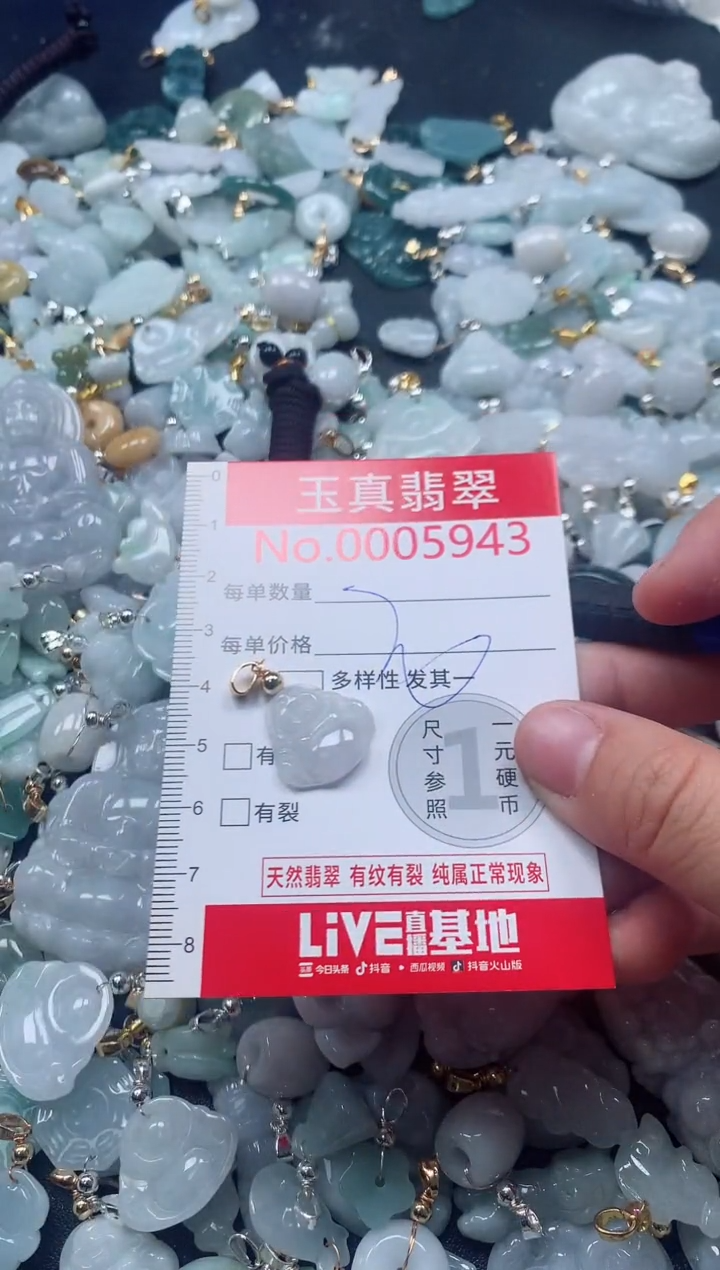 玉真翡翠
No.0005943
每单数量
每单价格
多样性 发其一
有
有裂
尺寸参照
1
一元硬币
天然翡翠 有纹有裂 纯属正常现象
LiVE直播基地
今日头条 抖音 • 西瓜视频 抖音火山版
0
1
2
3
4
5
6
7
8